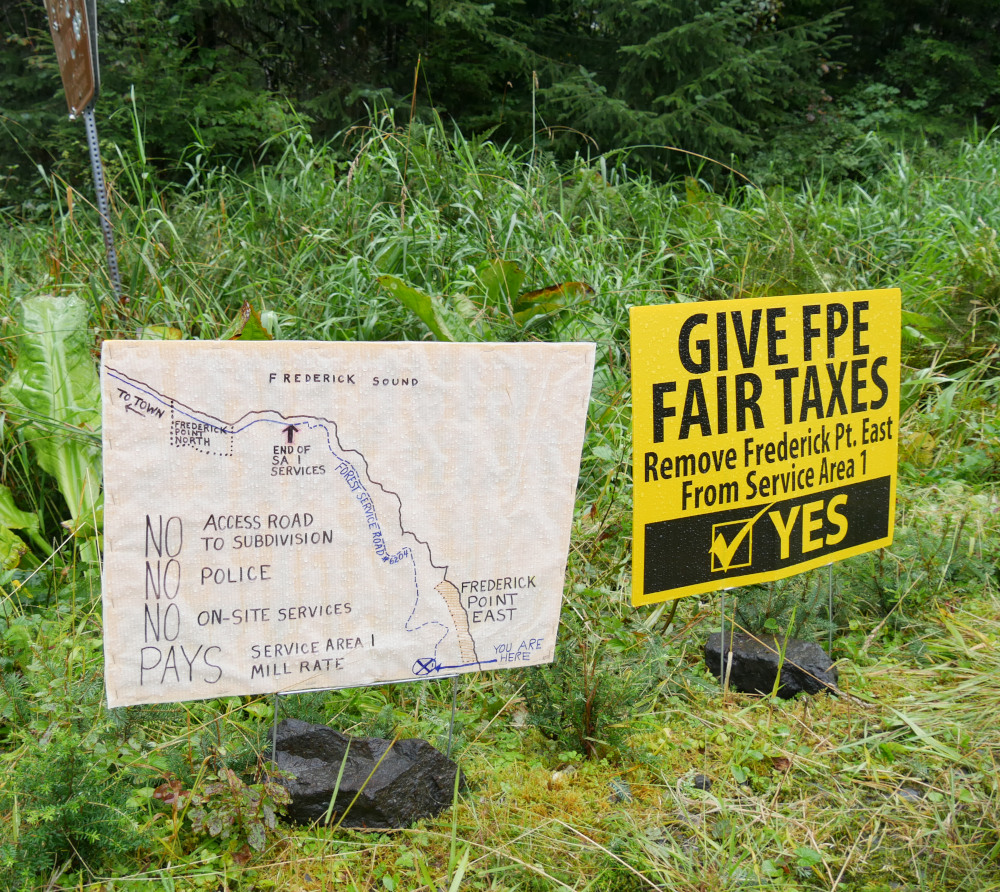 FREDERICK SOUND
TO TOWN
FREDERICK
POINT
NORTH
END OF
SA 1
SERVICES
FOREST SERVICE ROAD #6204
NO ACCESS ROAD
TO SUBDIVISION
NO POLICE
NO ON-SITE SERVICES
PAYS SERVICE AREA 1
MILL RATE
FREDERICK
POINT
EAST
YOU ARE
HERE
GIVE FPE
FAIR TAXES
Remove Frederick Pt. East
From Service Area 1
YES